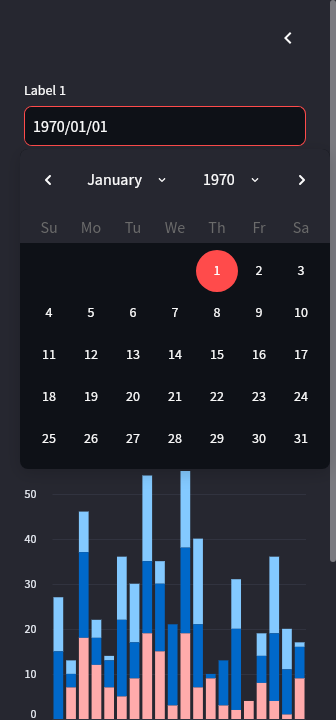 Label 1
1970/01/01
January 1970
Su Mo Tu We Th Fr Sa
1 2 3
4 5 6 7 8 9 10
11 12 13 14 15 16 17
18 19 20 21 22 23 24
25 26 27 28 29 30 31
50
40
30
20
10
0